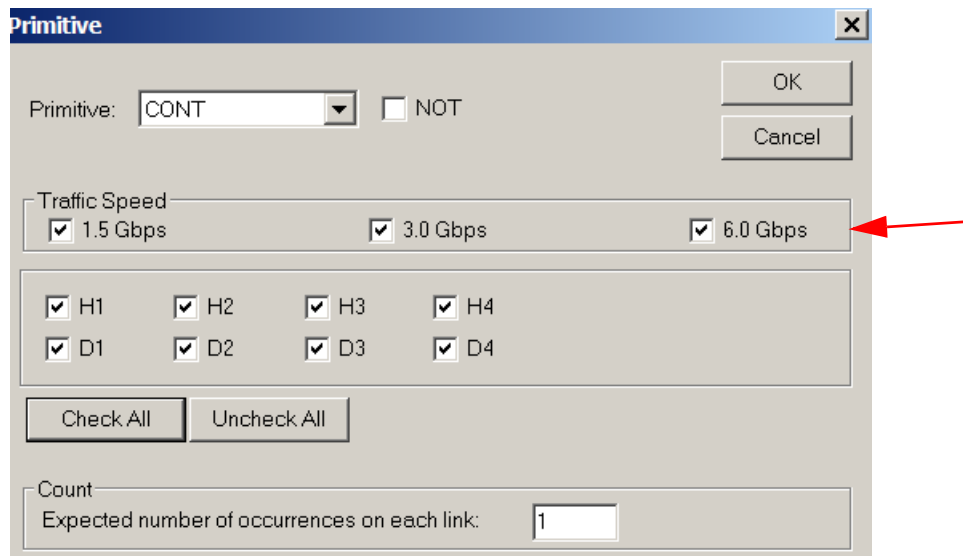 Primitive
Primitive: CONT NOT
OK
Cancel
Traffic Speed
1.5 Gbps 3.0 Gbps 6.0 Gbps
H1 H2 H3 H4
D1 D2 D3 D4
Check All Uncheck All
Count
Expected number of occurrences on each link: 1